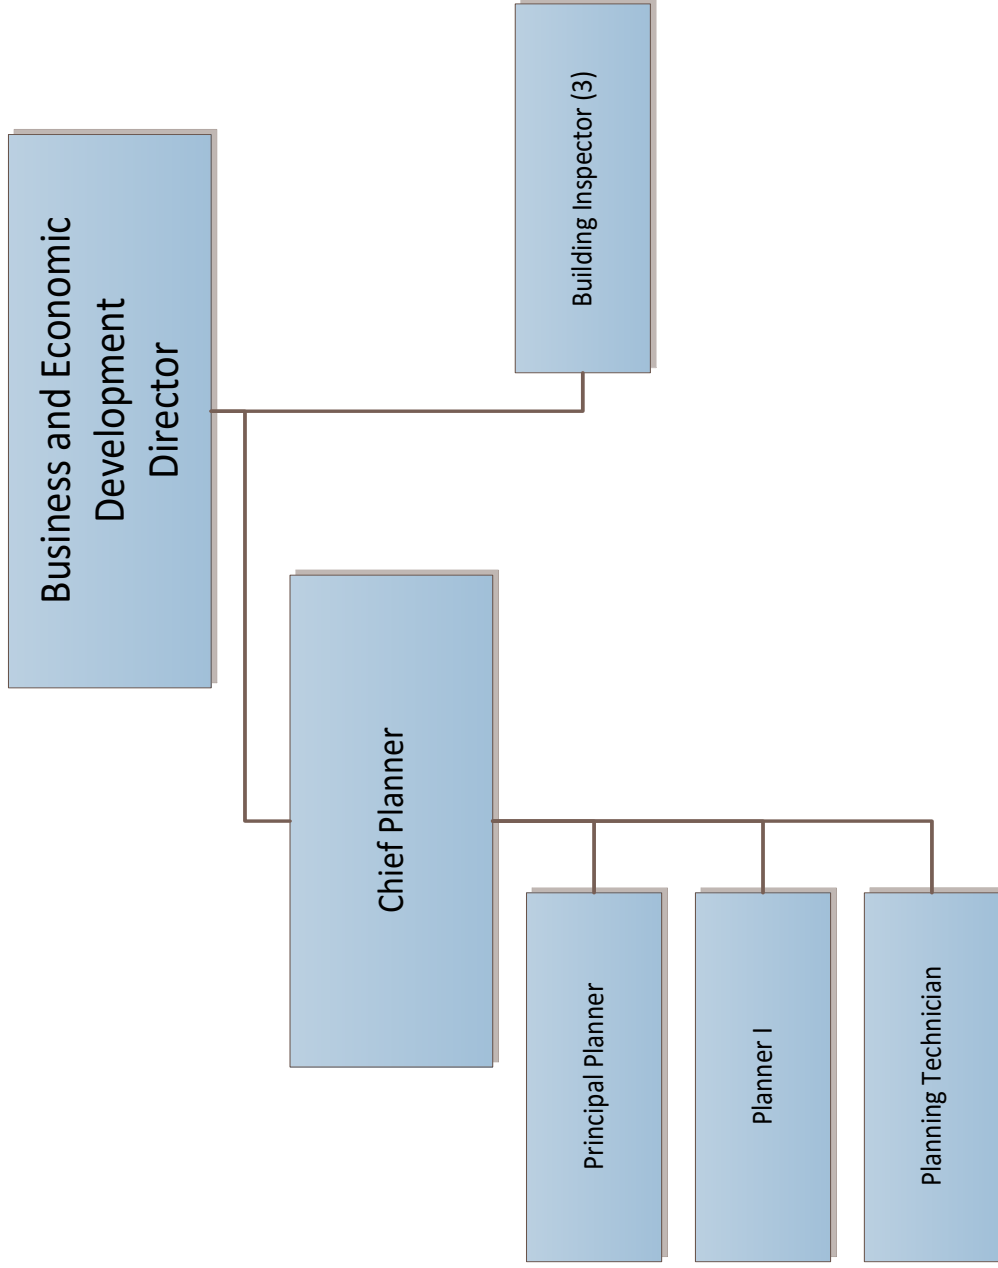 Business and Economic
Development
Director
Chief Planner
Building Inspector (3)
Principal Planner
Planner I
Planning Technician